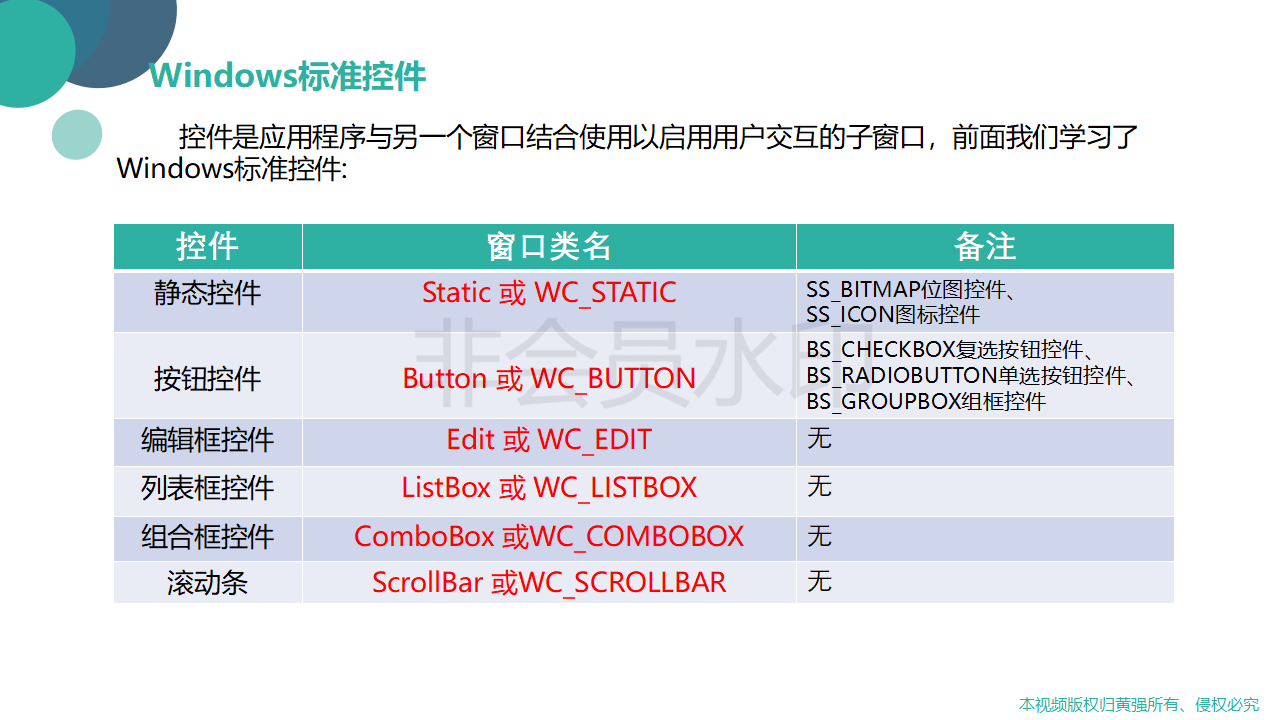 Windows标准控件
控件是应用程序与另一个窗口结合使用以启用用户交互的子窗口，前面我们学习了
Windows标准控件:
控件 窗口类名 备注
静态控件 Static 或 WC_STATIC SS_BITMAP位图控件、
SS_ICON图标控件
按钮控件 Button 或 WC_BUTTON BS_CHECKBOX复选按钮控件、
BS_RADIOBUTTON单选按钮控件、
BS_GROUPBOX组框控件
编辑框控件 Edit 或 WC_EDIT 无
列表框控件 ListBox 或 WC_LISTBOX 无
组合框控件 ComboBox 或WC_COMBOBOX 无
滚动条 ScrollBar 或WC_SCROLLBAR 无
非会员水印
本视频版权归黄强所有、侵权必究